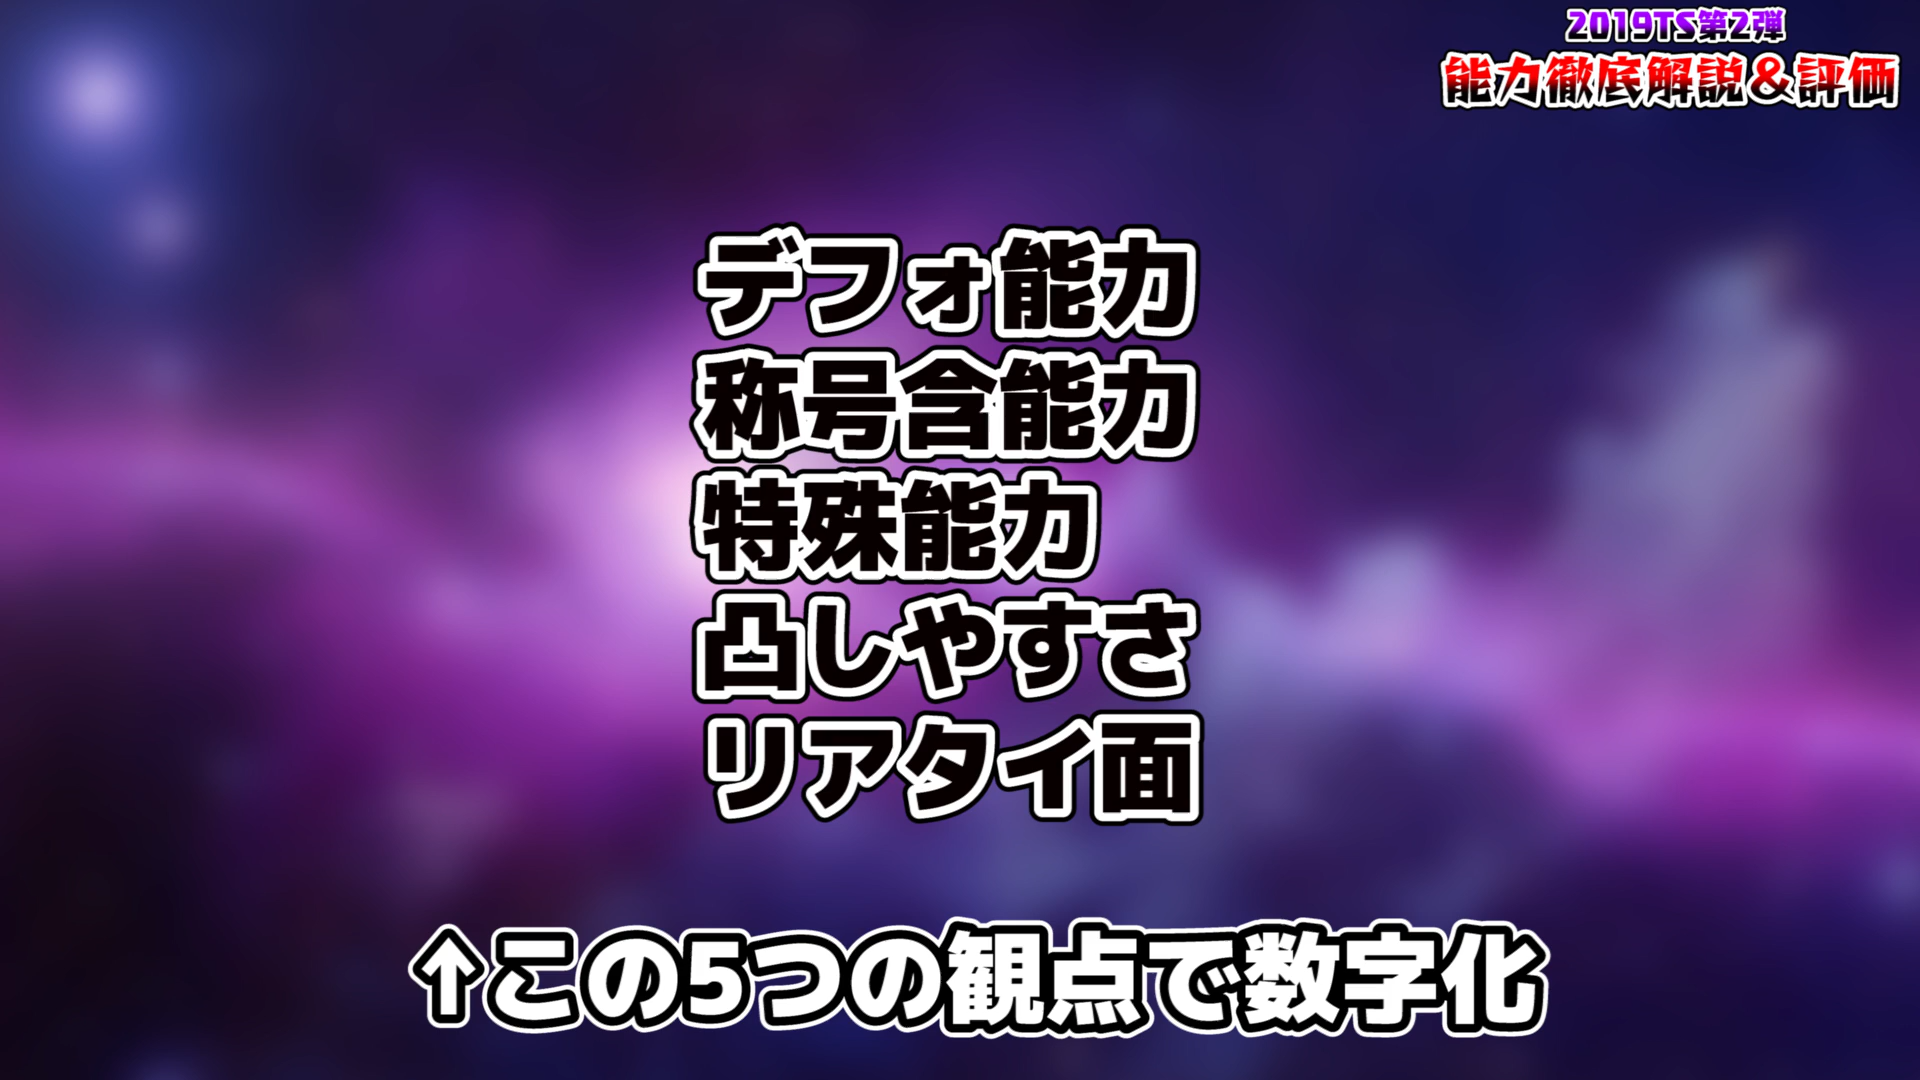 2019TS第2弾
能力徹底解説&評価
デフォ能力
称号含能力
特殊能力
凸しやすさ
リアタイ面
↑この5つの観点で数字化